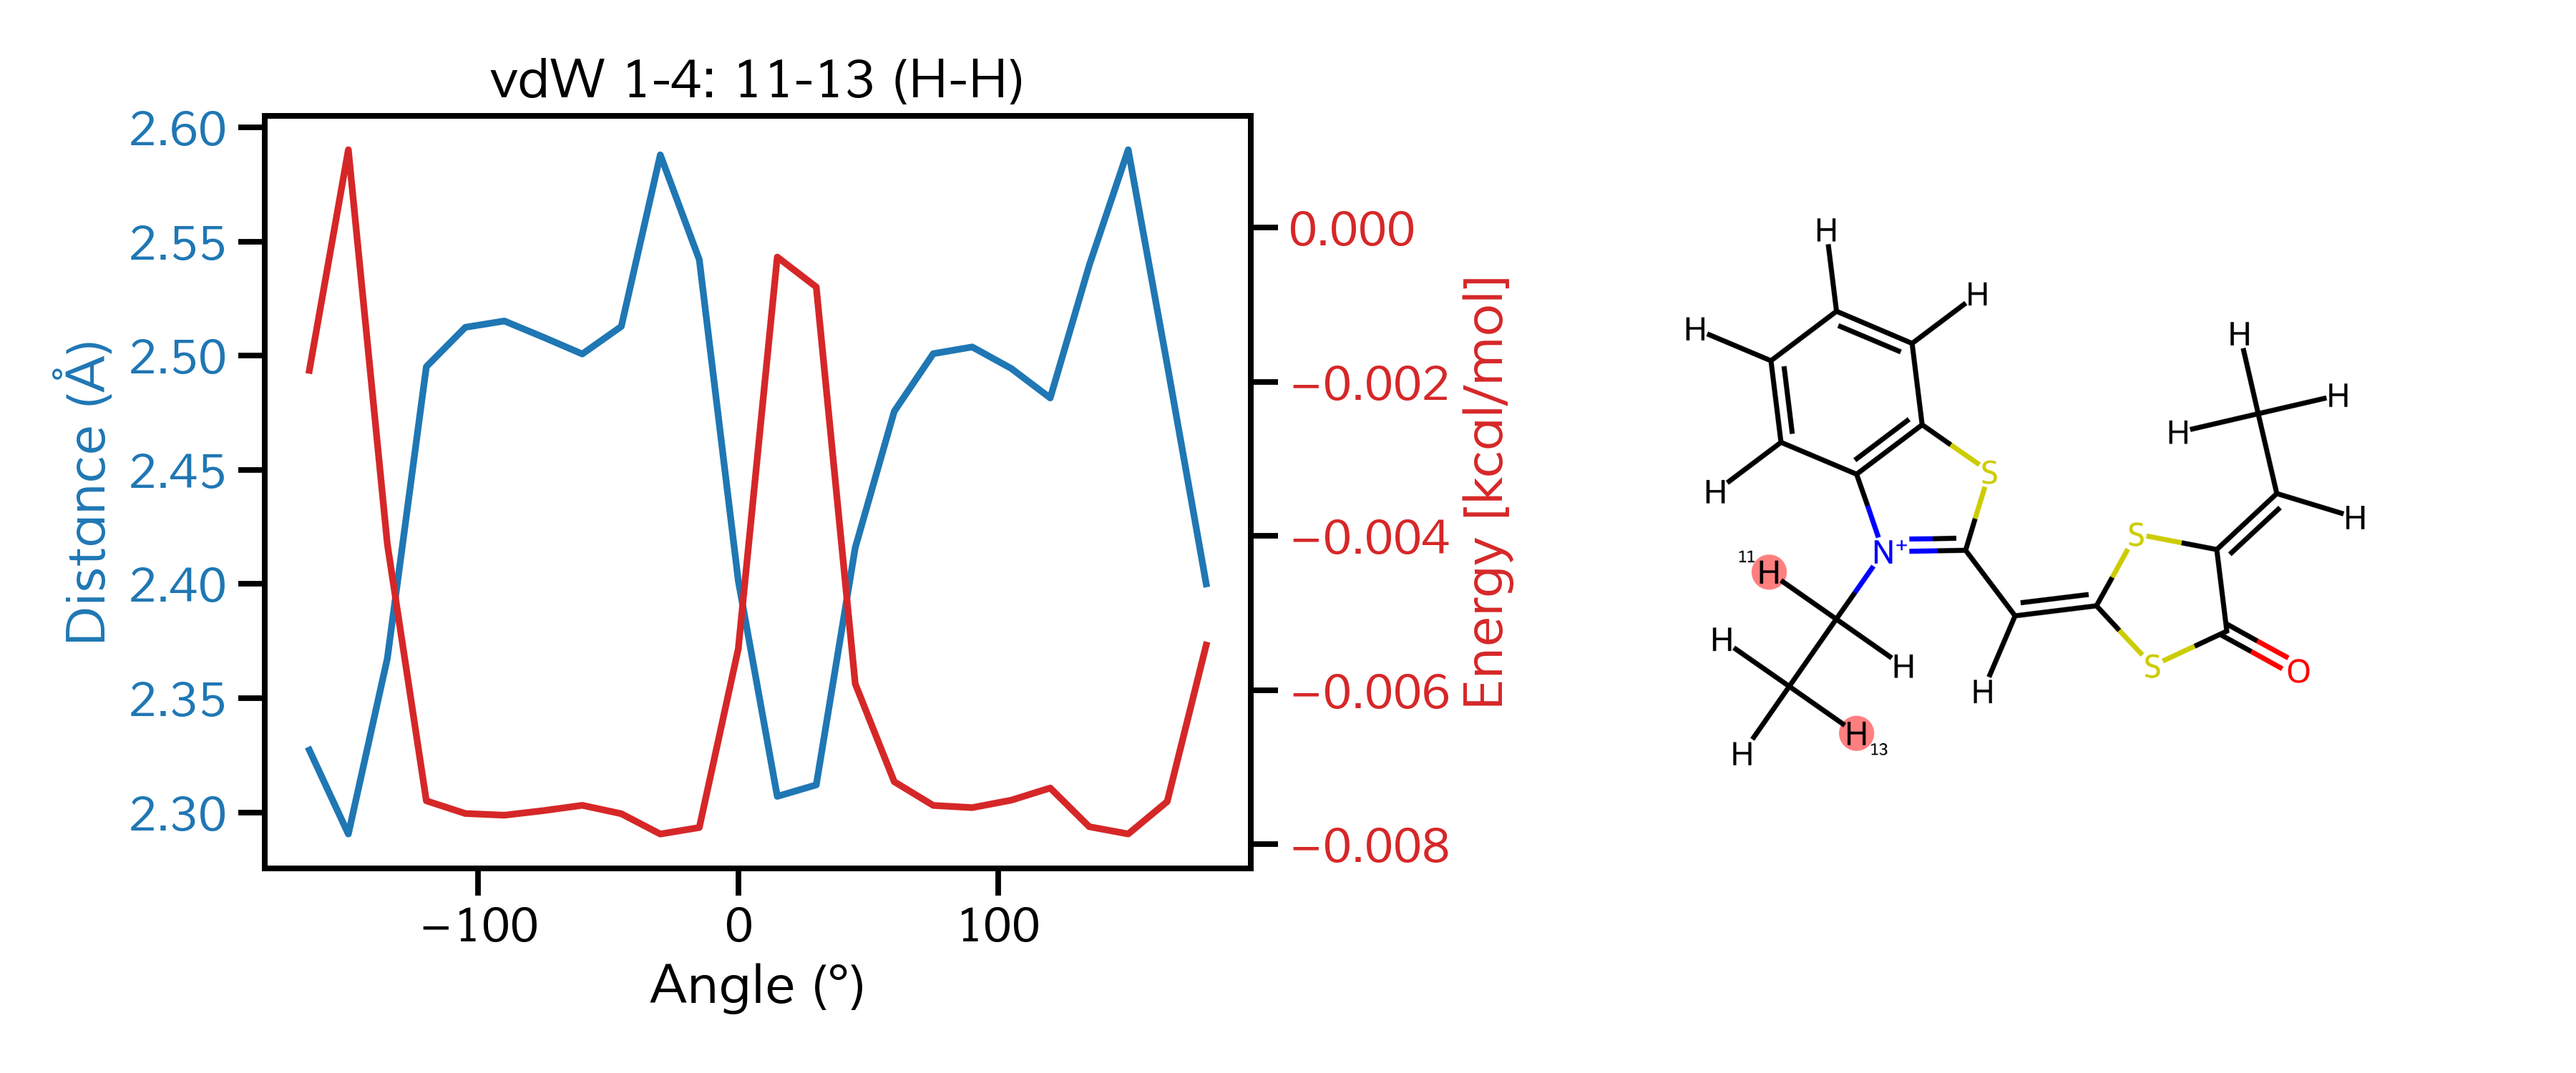 vdW 1-4: 11-13 (H-H)
2.60
2.55
2.50
2.45
2.40
2.35
2.30
Distance (Å)
0.000
−0.002
−0.004
−0.006
−0.008
Energy [kcal/mol]
−100
0
100
Angle (°)
H
H
H
H
H
H
H
S
H
H
S
N+
11
H
H
H
H
S
O
H
H
13